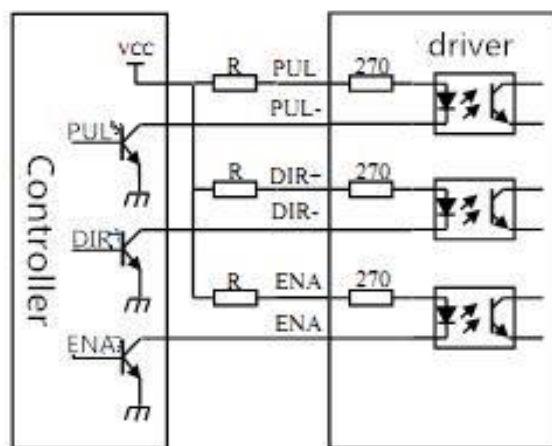 vcc
driver
R
PUL
270
PUL-
PUL
R
DIR+
270
DIR-
DIR
R
ENA
270
ENA
ENA
Controller